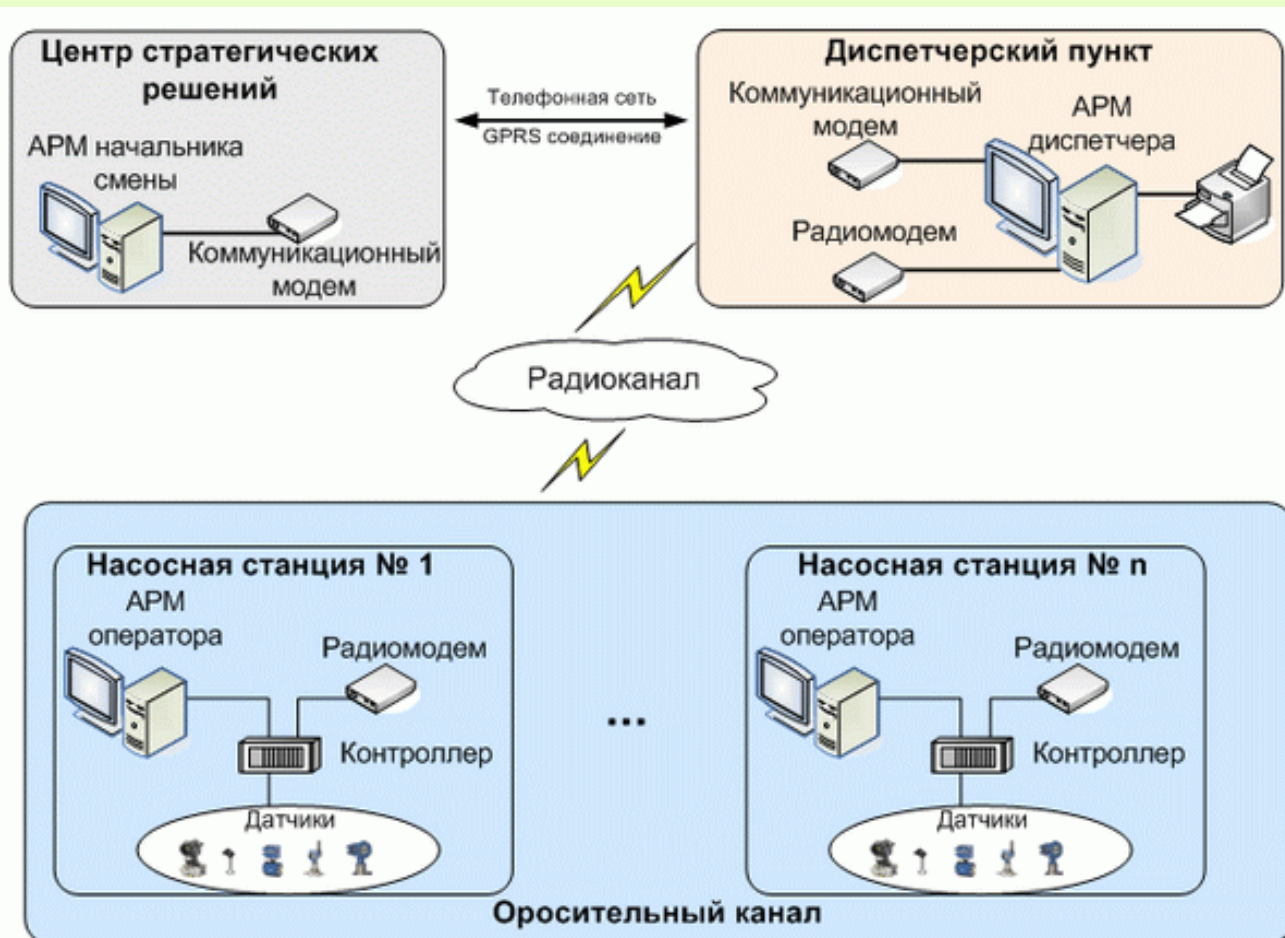 Центр стратегических
решений
АРМ начальника
смены
Коммуникационный
модем
Телефонная сеть
GPRS соединение
Диспетчерский пункт
Коммуникационный
модем
АРМ
диспетчера
Радиомодем
Радиоканал
Насосная станция № 1
АРМ
оператора
Радиомодем
Контроллер
Датчики
...
Насосная станция № n
АРМ
оператора
Радиомодем
Контроллер
Датчики
Оросительный канал